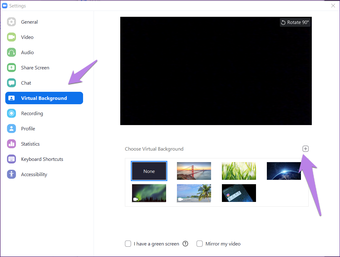 Settings
General
Rotate 90°
Video
Audio
Share Screen
Chat
Virtual Background
Recording
Profile
Statistics
Choose Virtual Background
Keyboard Shortcuts
None
Accessibility
I have a green screen
Mirror my video